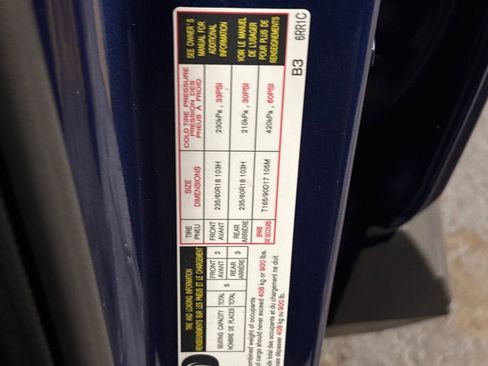 TIRE AND LOADING INFORMATION
RENSEIGNEMENTS SUR LES PNEUS ET LE CHARGEMENT
SEATING CAPACITY TOTAL 5 FRONT 2 REAR 3
NOMBRE DE PLACES TOTAL AVANT ARRIÈRE
combined weight of occupants
and cargo should never exceed 408 kg or 900 lbs.
ds total des occupants et du chargement ne doit
mais dépasser 408 kg ou 900 lb.
TIRE SIZE COLD TIRE PRESSURE
PNEU DIMENSIONS PRESSION DES
PNEUS À FROID
FRONT 235/60R18 103H 230kPa, 33PSI
AVANT
REAR 235/60R18 103H 210kPa, 30PSI
ARRIÈRE
SPARE T165/90D17 105M 420kPa, 60PSI
DE SECOURS
SEE OWNER'S
MANUAL FOR
ADDITIONAL
INFORMATION
VOIR LE MANUEL
DE L'USAGER
POUR PLUS DE
RENSEIGNEMENTS
B3 6RR1C